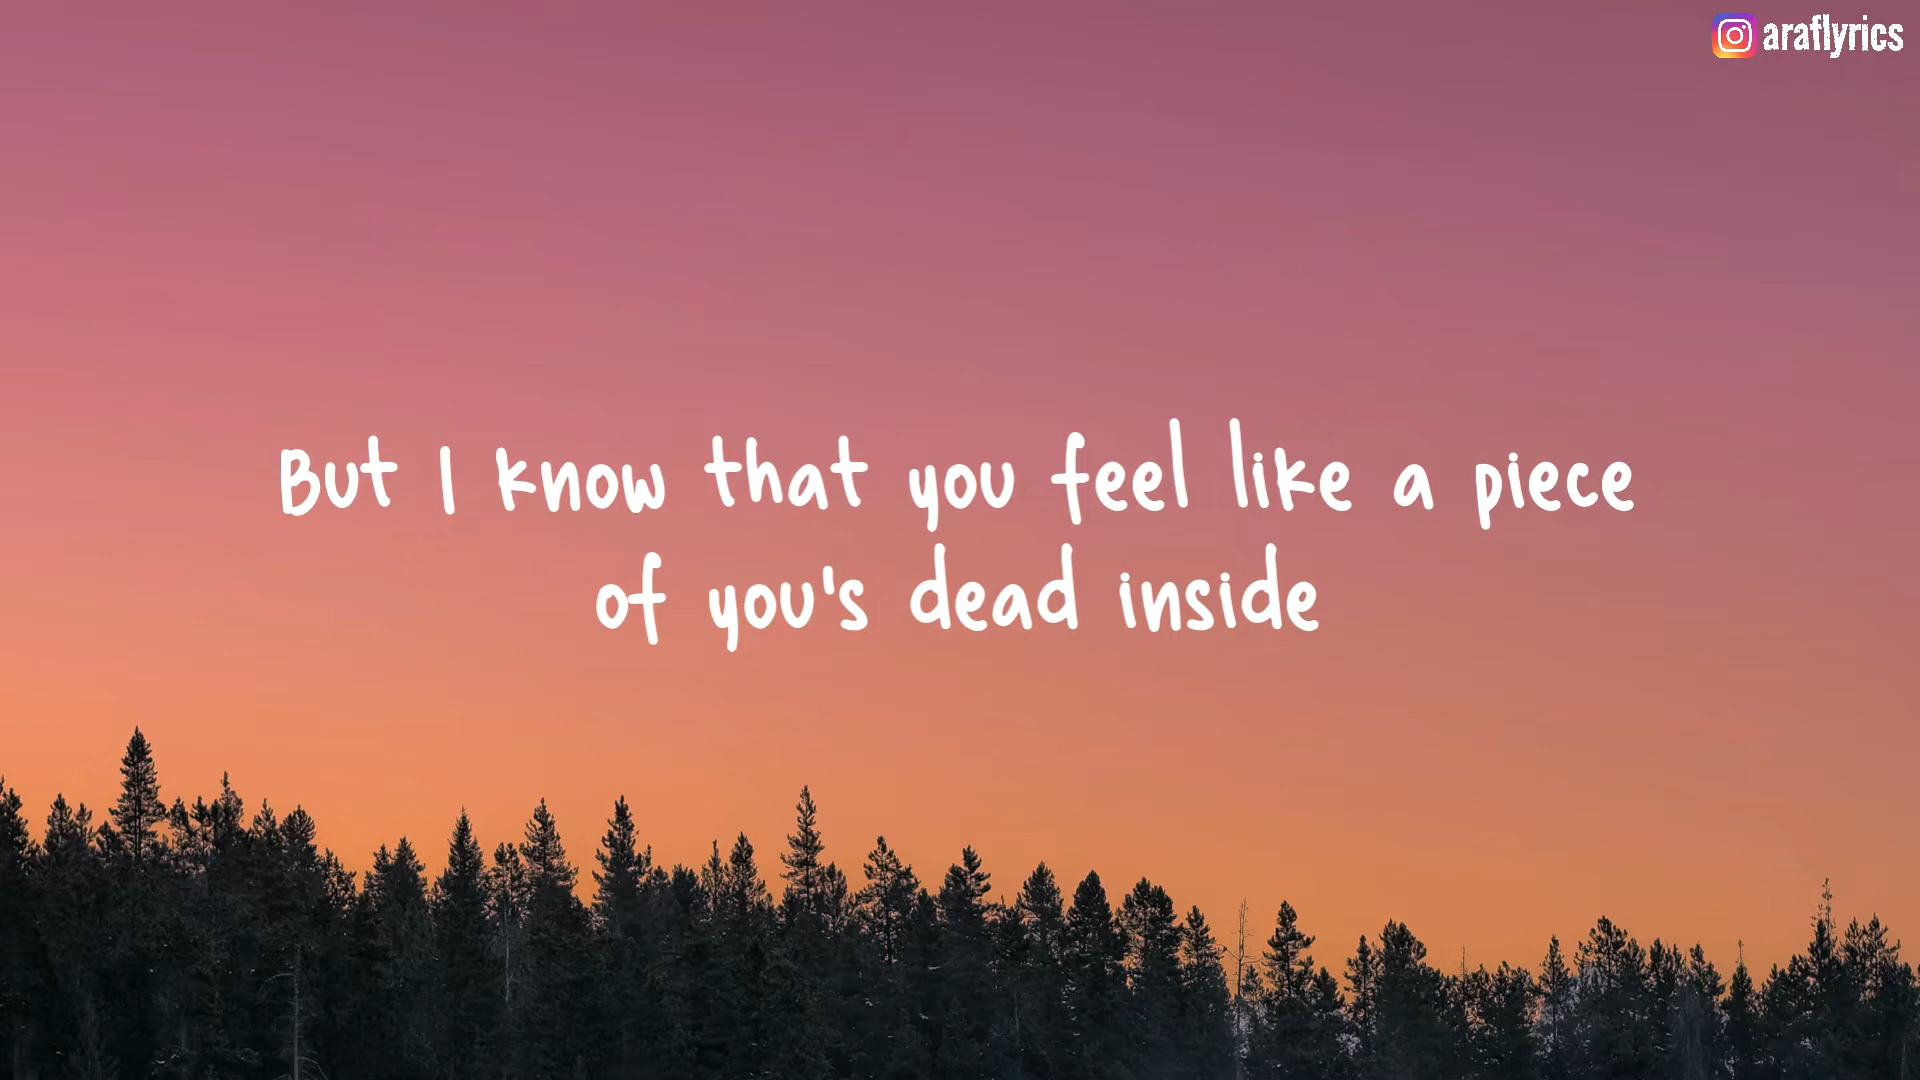 araflyrics
But I know that you feel like a piece
of you's dead inside